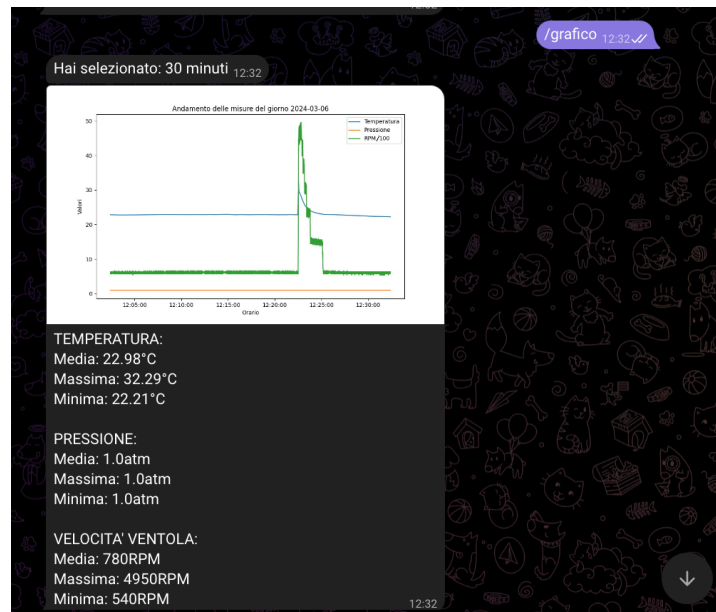 /grafico 12:32
Hai selezionato: 30 minuti 12:32
Andamento delle misure del giorno 2024-03-06
Temperatura
Pressione
RPM/100
Valori
50
40
30
20
10
0
12:05:00 12:10:00 12:15:00 12:20:00 12:25:00 12:30:00
Orario
TEMPERATURA:
Media: 22.98°C
Massima: 32.29°C
Minima: 22.21°C
PRESSIONE:
Media: 1.0atm
Massima: 1.0atm
Minima: 1.0atm
VELOCITA' VENTOLA:
Media: 780RPM
Massima: 4950RPM
Minima: 540RPM
12:32